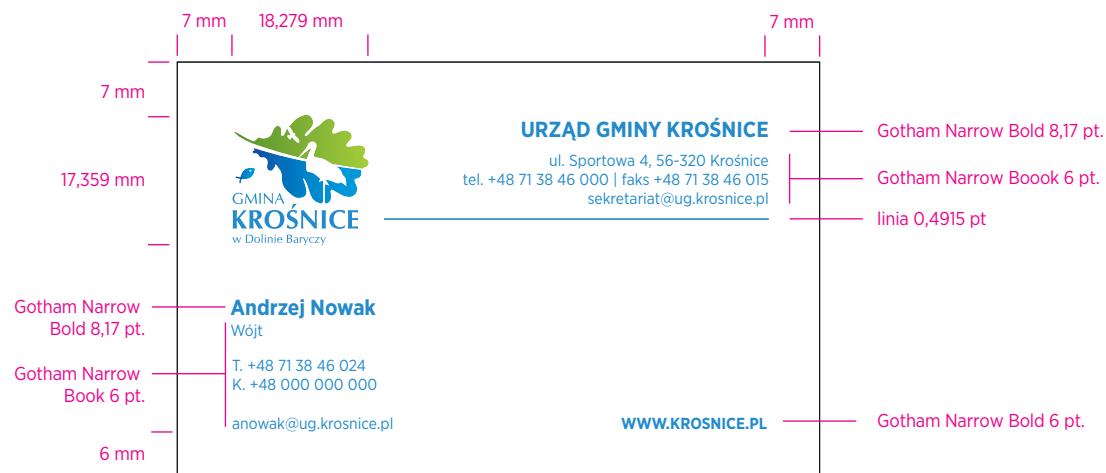 7 mm
18,279 mm
7 mm
7 mm
17,359 mm
GMINA
KROŚNICE
w Dolinie Baryczy
URZĄD GMINY KROŚNICE
ul. Sportowa 4, 56-320 Krośnice
tel. +48 71 38 46 000 | faks +48 71 38 46 015
sekretariat@ug.krosnice.pl
Gotham Narrow Bold 8,17 pt.
Gotham Narrow Boook 6 pt.
linia 0,4915 pt
Gotham Narrow
Bold 8,17 pt.
Andrzej Nowak
Wójt
Gotham Narrow
Book 6 pt.
T. +48 71 38 46 024
K. +48 000 000 000
anowak@ug.krosnice.pl
WWW.KROSNICE.PL
Gotham Narrow Bold 6 pt.
6 mm